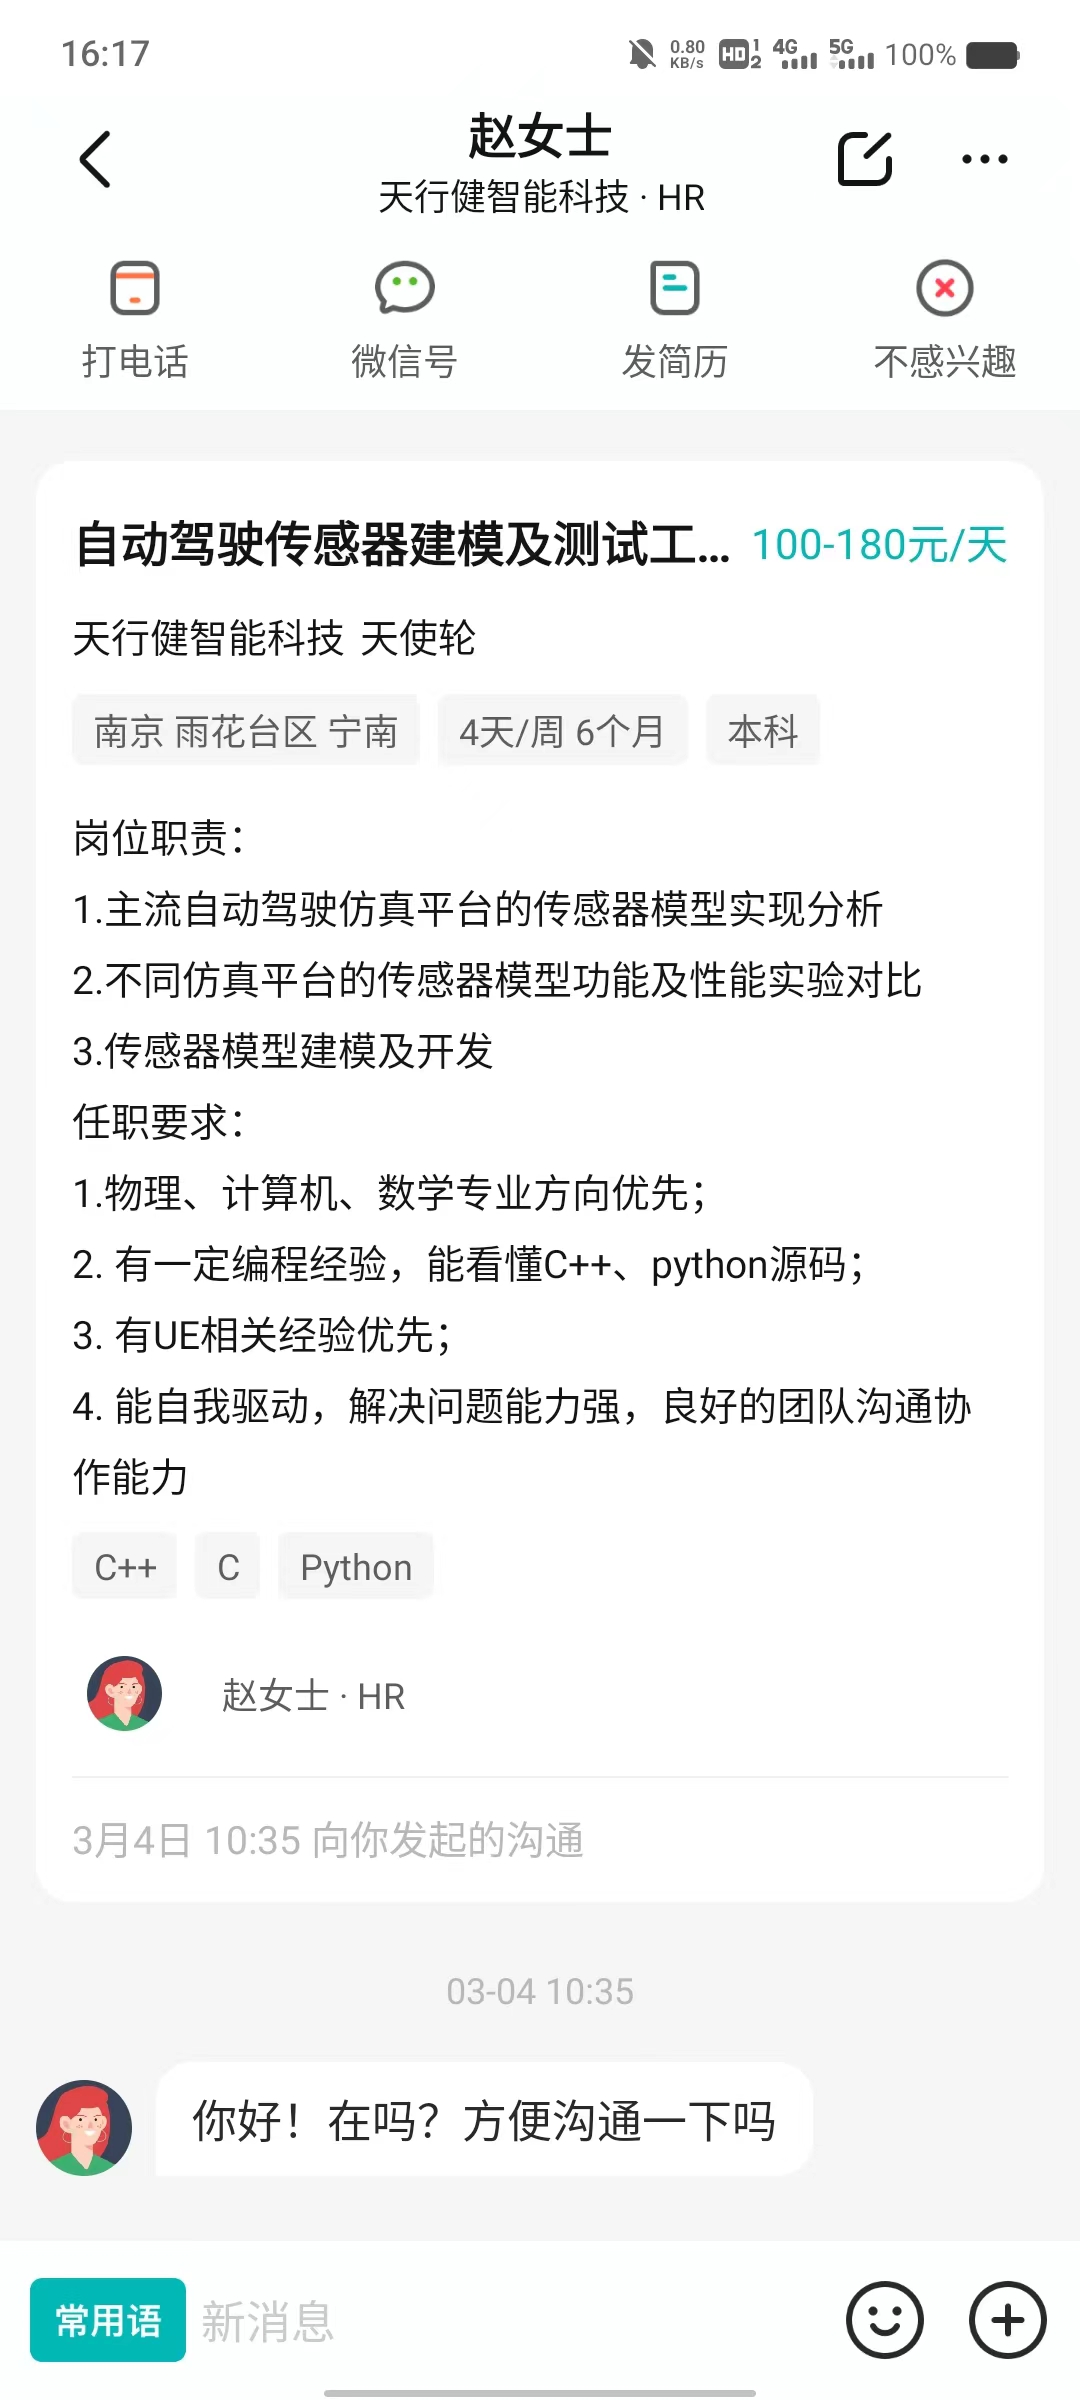 16:17
0.80 KB/s HD 1 2 4G 5G 100%
赵女士
天行健智能科技 · HR
打电话 微信号 发简历 不感兴趣
自动驾驶传感器建模及测试工... 100-180元/天
天行健智能科技 天使轮
南京 雨花台区 宁南 4天/周 6个月 本科
岗位职责：
1.主流自动驾驶仿真平台的传感器模型实现分析
2.不同仿真平台的传感器模型功能及性能实验对比
3.传感器模型建模及开发
任职要求：
1.物理、计算机、数学专业方向优先；
2. 有一定编程经验，能看懂C++、python源码；
3. 有UE相关经验优先；
4. 能自我驱动，解决问题能力强，良好的团队沟通协
作能力
C++ C Python
赵女士 · HR
3月4日 10:35 向你发起的沟通
03-04 10:35
你好！在吗？方便沟通一下吗
常用语 新消息